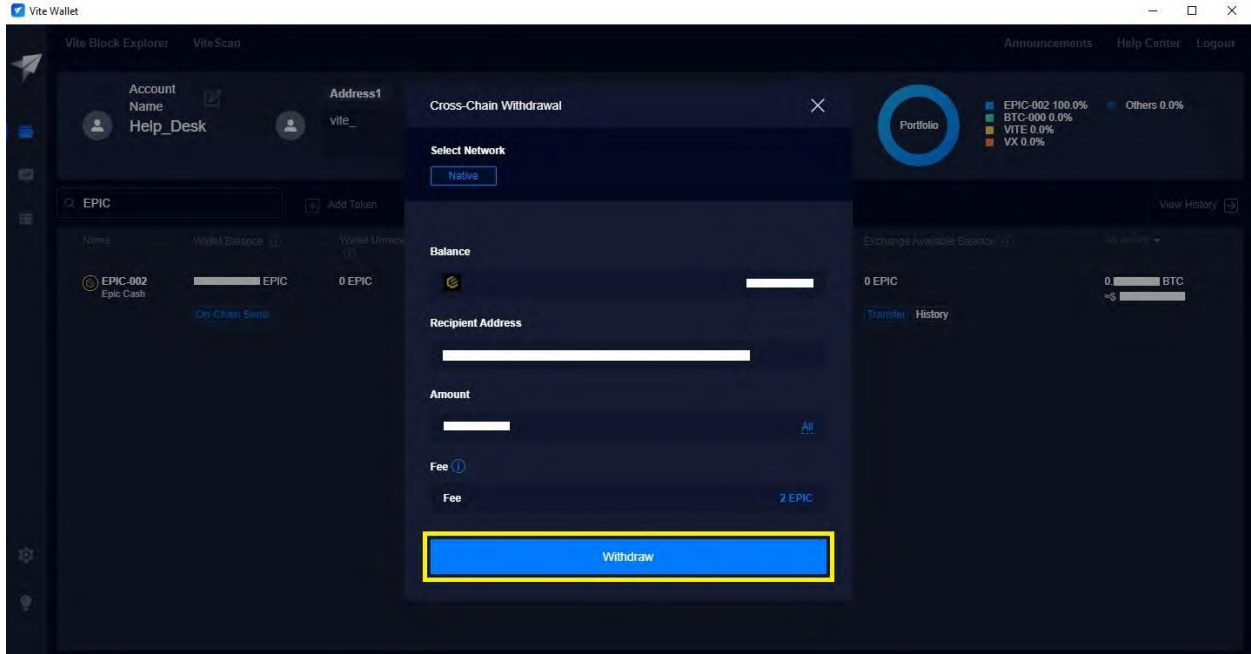 Vite Wallet
Vite Block Explorer ViteScan Announcements Help Center Logout
Account
Name
Help_Desk
Address1
vite_
Cross-Chain Withdrawal
Select Network
Native
Portfolio
EPIC-002 100.0% Others 0.0%
BTC-000 0.0%
VITE 0.0%
VX 0.0%
EPIC
Add Token
View History
Name Wallet Balance Wallet Exchange Available Balance
EPIC-002 EPIC 0 EPIC 0 EPIC 0. BTC
Epic Cash ≈$
On-Chain Send Transfer History
Balance
Recipient Address
Amount
All
Fee
Fee 2 EPIC
Withdraw